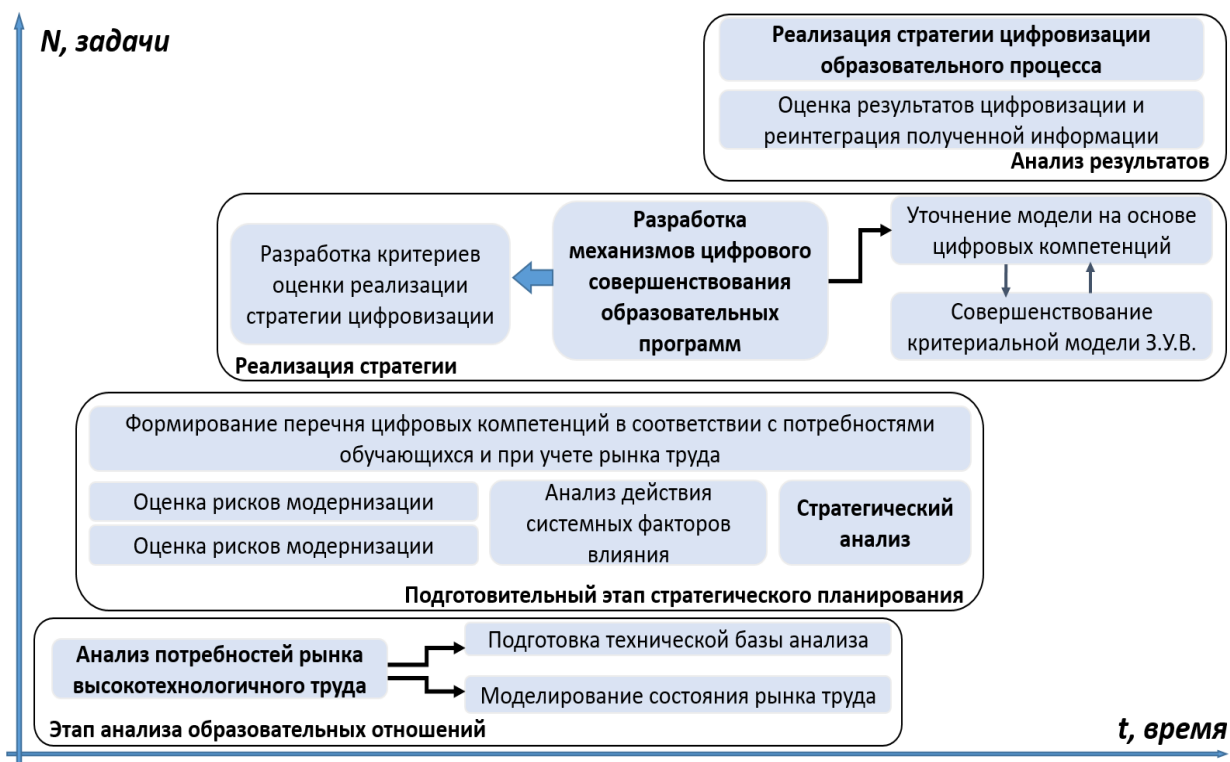 N, задачи
Реализация стратегии цифровизации
образовательного процесса
Оценка результатов цифровизации и
реинтеграция полученной информации
Анализ результатов
Разработка критериев
оценки реализации
стратегии цифровизации
Разработка
механизмов цифрового
совершенствования
образовательных
программ
Уточнение модели на основе
цифровых компетенций
Совершенствование
критериальной модели З.У.В.
Реализация стратегии
Формирование перечня цифровых компетенций в соответствии с потребностями
обучающихся и при учете рынка труда
Оценка рисков модернизации
Оценка рисков модернизации
Анализ действия
системных факторов
влияния
Стратегический
анализ
Подготовительный этап стратегического планирования
Анализ потребностей рынка
высокотехнологичного труда
Подготовка технической базы анализа
Моделирование состояния рынка труда
Этап анализа образовательных отношений
t, время